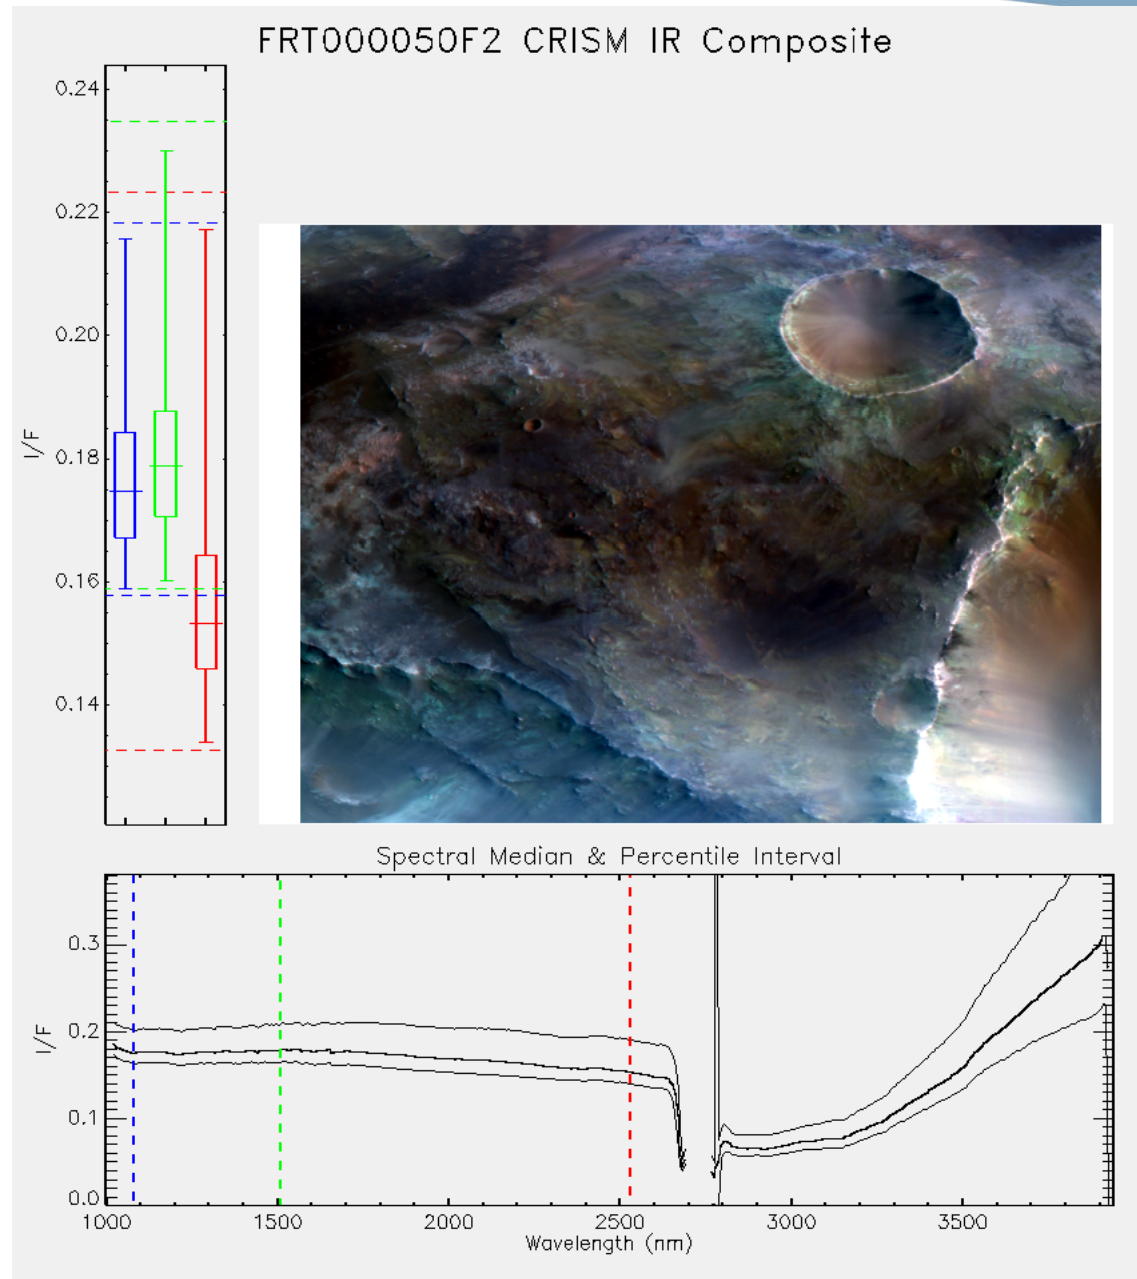 FRT000050F2 CRISM IR Composite
0.24
0.22
0.20
0.18
0.16
0.14
I/F
Spectral Median & Percentile Interval
0.3
0.2
0.1
0.0
I/F
1000 1500 2000 2500 3000 3500
Wavelength (nm)